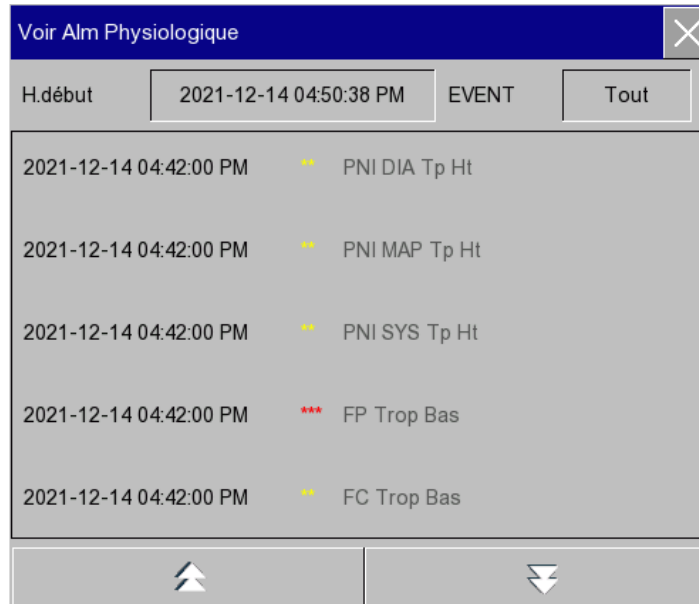 Voir Alm Physiologique
H.début 2021-12-14 04:50:38 PM EVENT Tout
2021-12-14 04:42:00 PM ** PNI DIA Tp Ht
2021-12-14 04:42:00 PM ** PNI MAP Tp Ht
2021-12-14 04:42:00 PM ** PNI SYS Tp Ht
2021-12-14 04:42:00 PM *** FP Trop Bas
2021-12-14 04:42:00 PM ** FC Trop Bas